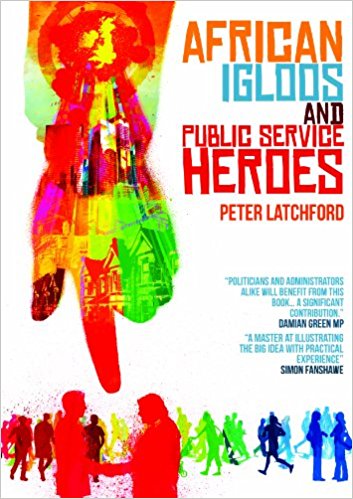 AFRICAN
IGLOOS
AND
PUBLIC SERVICE
HEROES
PETER LATCHFORD
"POLITICIANS AND ADMINISTRATORS
ALIKE WILL BENEFIT FROM THIS
BOOK... A SIGNIFICANT
CONTRIBUTION."
DAMIAN GREEN MP
"A MASTER AT ILLUSTRATING
THE BIG IDEA WITH PRACTICAL
EXPERIENCE"
SIMON FANSHAWE